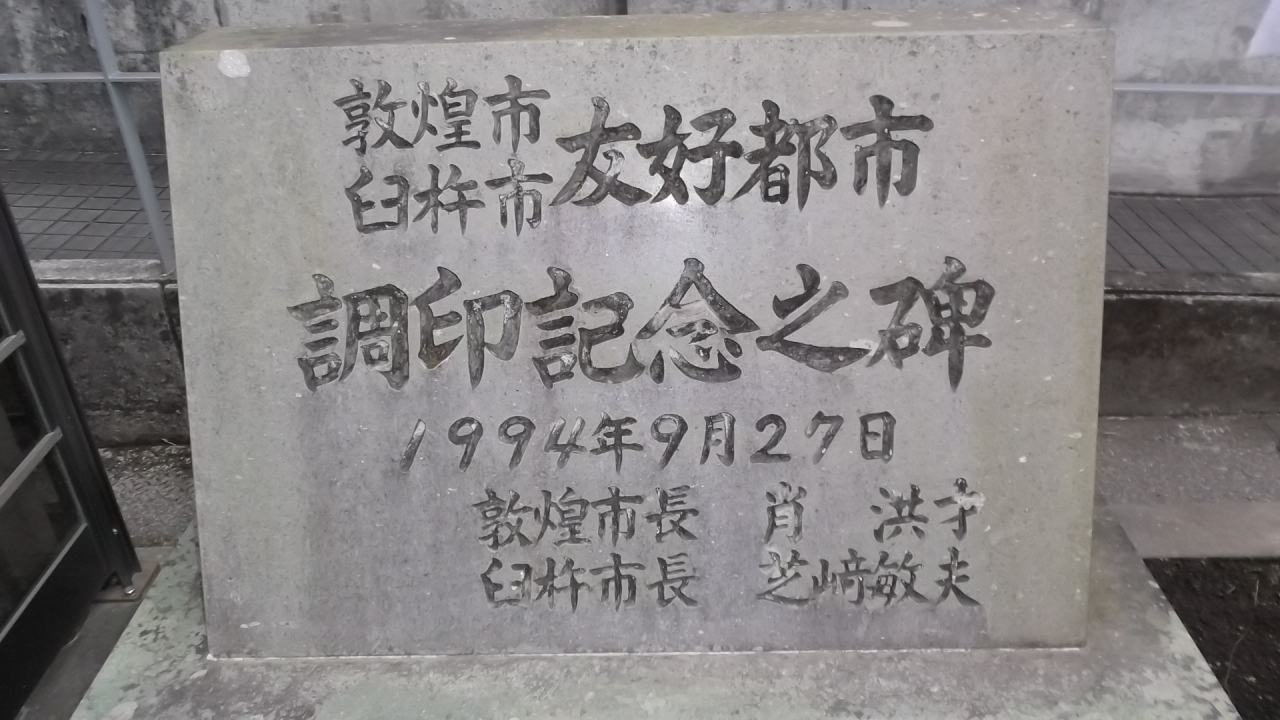 敦煌市
臼杵市
友好都市
調印記念之碑
1994年9月27日
敦煌市長 肖 洪才
臼杵市長 芝﨑敏夫